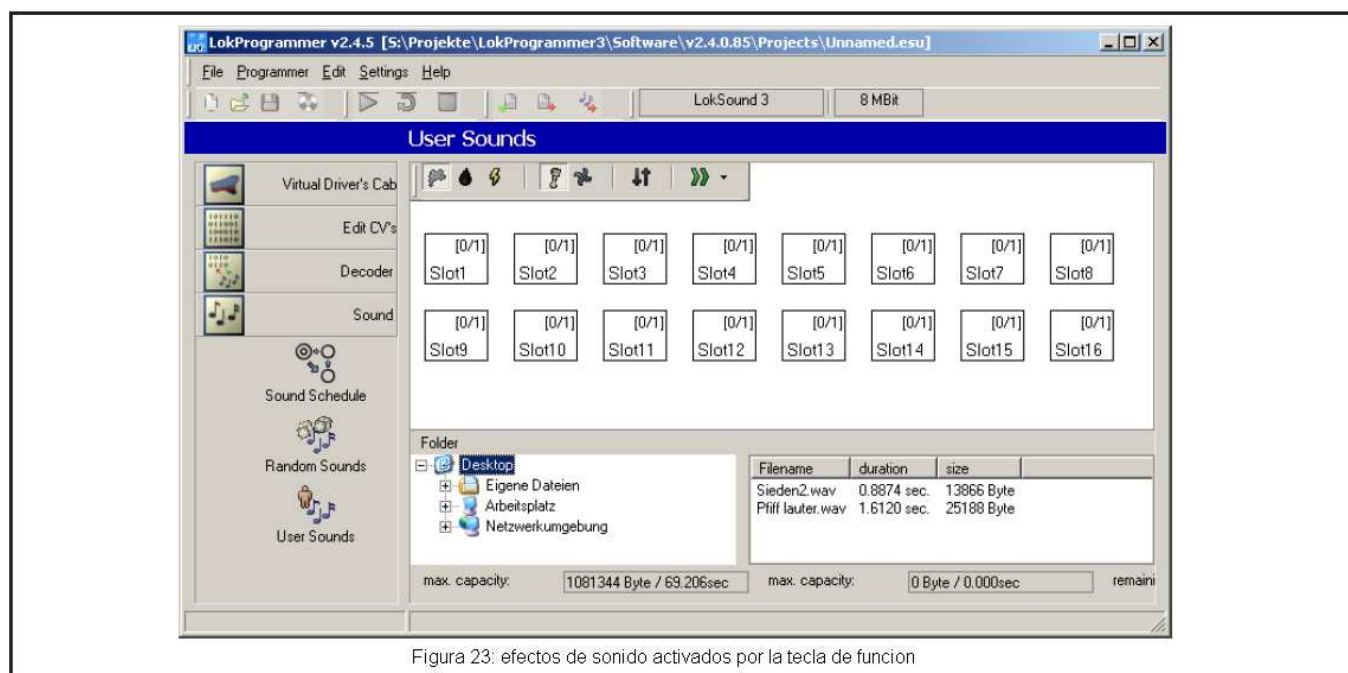 LokProgrammer v2.4.5 [S:\Projekte\LokProgrammer3\Software\v2.4.0.85\Projects\Unnamed.esu]
File Programmer Edit Settings Help
LokSound 3 8 MBit
User Sounds
Virtual Driver's Cab
Edit CV's
Decoder
Sound
Sound Schedule
Random Sounds
User Sounds
[0/1] [0/1] [0/1] [0/1] [0/1] [0/1] [0/1] [0/1]
Slot1 Slot2 Slot3 Slot4 Slot5 Slot6 Slot7 Slot8
[0/1] [0/1] [0/1] [0/1] [0/1] [0/1] [0/1] [0/1]
Slot9 Slot10 Slot11 Slot12 Slot13 Slot14 Slot15 Slot16
Folder
Desktop
Eigene Dateien
Arbeitsplatz
Netzwerkumgebung
Filename duration size
Sieden2.wav 0.8874 sec. 13866 Byte
Pfiff lauter.wav 1.6120 sec. 25188 Byte
max. capacity: 1081344 Byte / 69.206sec max. capacity: 0 Byte / 0.000sec remaini
Figura 23: efectos de sonido activados por la tecla de funcion